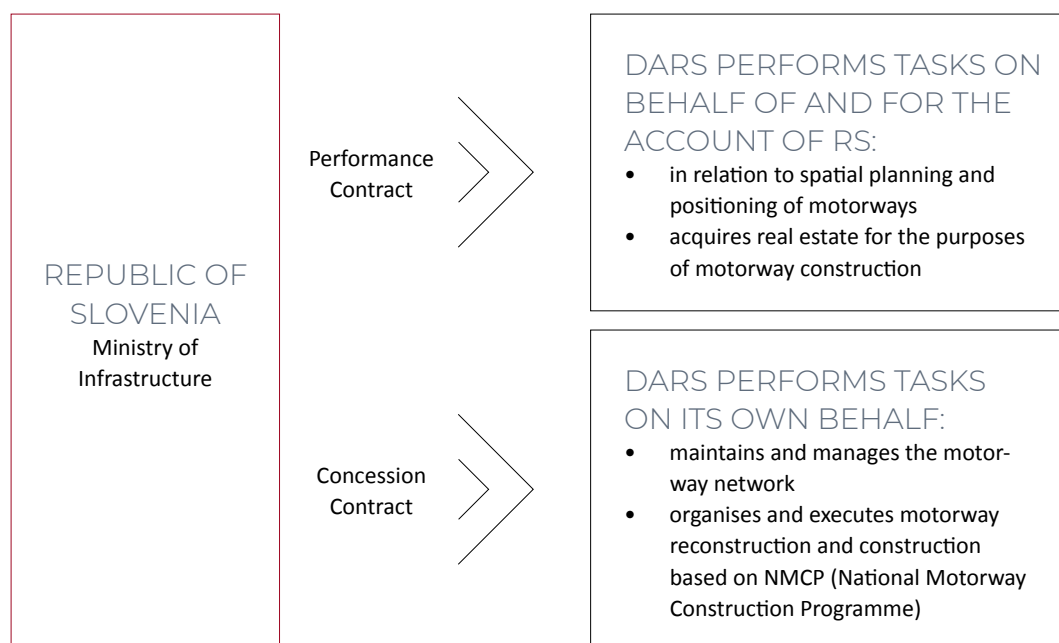 REPUBLIC OF
SLOVENIA
Ministry of
Infrastructure
Performance
Contract
DARS PERFORMS TASKS ON
BEHALF OF AND FOR THE
ACCOUNT OF RS:
• in relation to spatial planning and
positioning of motorways
• acquires real estate for the purposes
of motorway construction
Concession
Contract
DARS PERFORMS TASKS
ON ITS OWN BEHALF:
• maintains and manages the motor-
way network
• organises and executes motorway
reconstruction and construction
based on NMCP (National Motorway
Construction Programme)